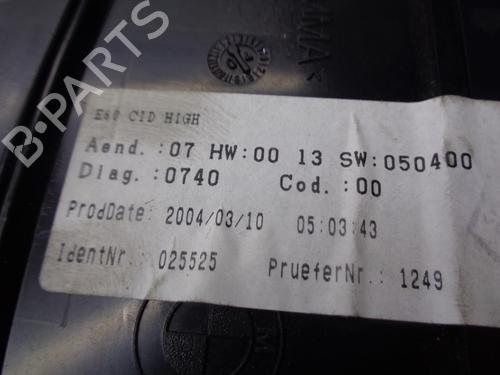 B-PARTS
E60 CID HIGH
Aend.:07 HW:00 13 SW:050400
Diag.:0740 Cod.:00
ProdDate: 2004/03/10 05:03:43
IdentNr.: 025525 PrueferNr.: 1249